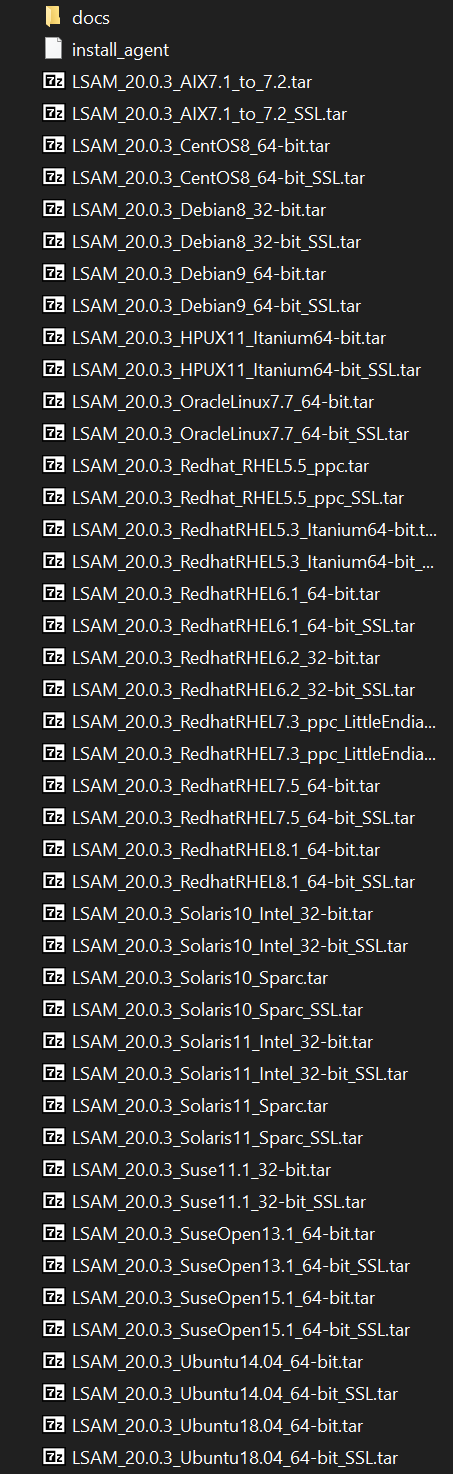 docs
install_agent
LSAM_20.0.3_AIX7.1_to_7.2.tar
LSAM_20.0.3_AIX7.1_to_7.2_SSL.tar
LSAM_20.0.3_CentOS8_64-bit.tar
LSAM_20.0.3_CentOS8_64-bit_SSL.tar
LSAM_20.0.3_Debian8_32-bit.tar
LSAM_20.0.3_Debian8_32-bit_SSL.tar
LSAM_20.0.3_Debian9_64-bit.tar
LSAM_20.0.3_Debian9_64-bit_SSL.tar
LSAM_20.0.3_HPUX11_Itanium64-bit.tar
LSAM_20.0.3_HPUX11_Itanium64-bit_SSL.tar
LSAM_20.0.3_OracleLinux7.7_64-bit.tar
LSAM_20.0.3_OracleLinux7.7_64-bit_SSL.tar
LSAM_20.0.3_Redhat_RHEL5.5_ppc.tar
LSAM_20.0.3_Redhat_RHEL5.5_ppc_SSL.tar
LSAM_20.0.3_RedhatRHEL5.3_Itanium64-bit.t...
LSAM_20.0.3_RedhatRHEL5.3_Itanium64-bit_...
LSAM_20.0.3_RedhatRHEL6.1_64-bit.tar
LSAM_20.0.3_RedhatRHEL6.1_64-bit_SSL.tar
LSAM_20.0.3_RedhatRHEL6.2_32-bit.tar
LSAM_20.0.3_RedhatRHEL6.2_32-bit_SSL.tar
LSAM_20.0.3_RedhatRHEL7.3_ppc_LittleEndia...
LSAM_20.0.3_RedhatRHEL7.3_ppc_LittleEndia...
LSAM_20.0.3_RedhatRHEL7.5_64-bit.tar
LSAM_20.0.3_RedhatRHEL7.5_64-bit_SSL.tar
LSAM_20.0.3_RedhatRHEL8.1_64-bit.tar
LSAM_20.0.3_RedhatRHEL8.1_64-bit_SSL.tar
LSAM_20.0.3_Solaris10_Intel_32-bit.tar
LSAM_20.0.3_Solaris10_Intel_32-bit_SSL.tar
LSAM_20.0.3_Solaris10_Sparc.tar
LSAM_20.0.3_Solaris10_Sparc_SSL.tar
LSAM_20.0.3_Solaris11_Intel_32-bit.tar
LSAM_20.0.3_Solaris11_Intel_32-bit_SSL.tar
LSAM_20.0.3_Solaris11_Sparc.tar
LSAM_20.0.3_Solaris11_Sparc_SSL.tar
LSAM_20.0.3_Suse11.1_32-bit.tar
LSAM_20.0.3_Suse11.1_32-bit_SSL.tar
LSAM_20.0.3_SuseOpen13.1_64-bit.tar
LSAM_20.0.3_SuseOpen13.1_64-bit_SSL.tar
LSAM_20.0.3_SuseOpen15.1_64-bit.tar
LSAM_20.0.3_SuseOpen15.1_64-bit_SSL.tar
LSAM_20.0.3_Ubuntu14.04_64-bit.tar
LSAM_20.0.3_Ubuntu14.04_64-bit_SSL.tar
LSAM_20.0.3_Ubuntu18.04_64-bit.tar
LSAM_20.0.3_Ubuntu18.04_64-bit_SSL.tar